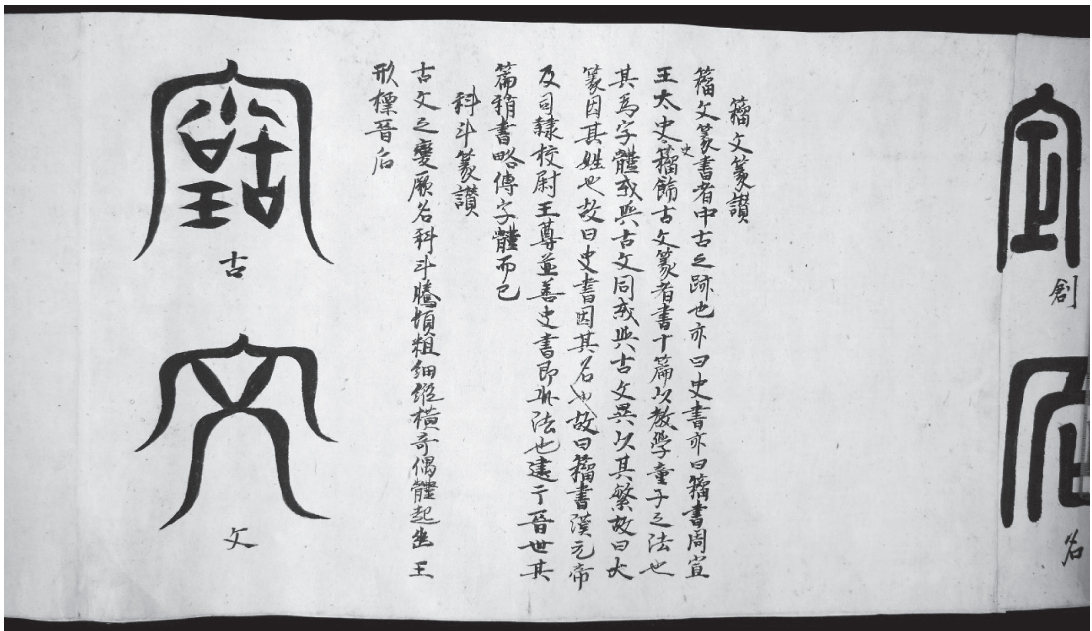 創
名
籀文篆讚
籀文篆書者中古之跡也亦曰史書亦曰籀書周宣
王太史史籀飾古文篆者書十篇以教學童子之法也
其為字體或與古文同或與古文異以其繁故曰大
篆因其姓也故曰史書因其名也故曰籀書漢元帝
及司隸校尉王尊並善史書即此法也逮于晉世其
篇稍書略傳字體而已
科斗篆讚
古文之變厥名科斗騰頓粗細縱橫奇偶體起王
形標晉后
古
文